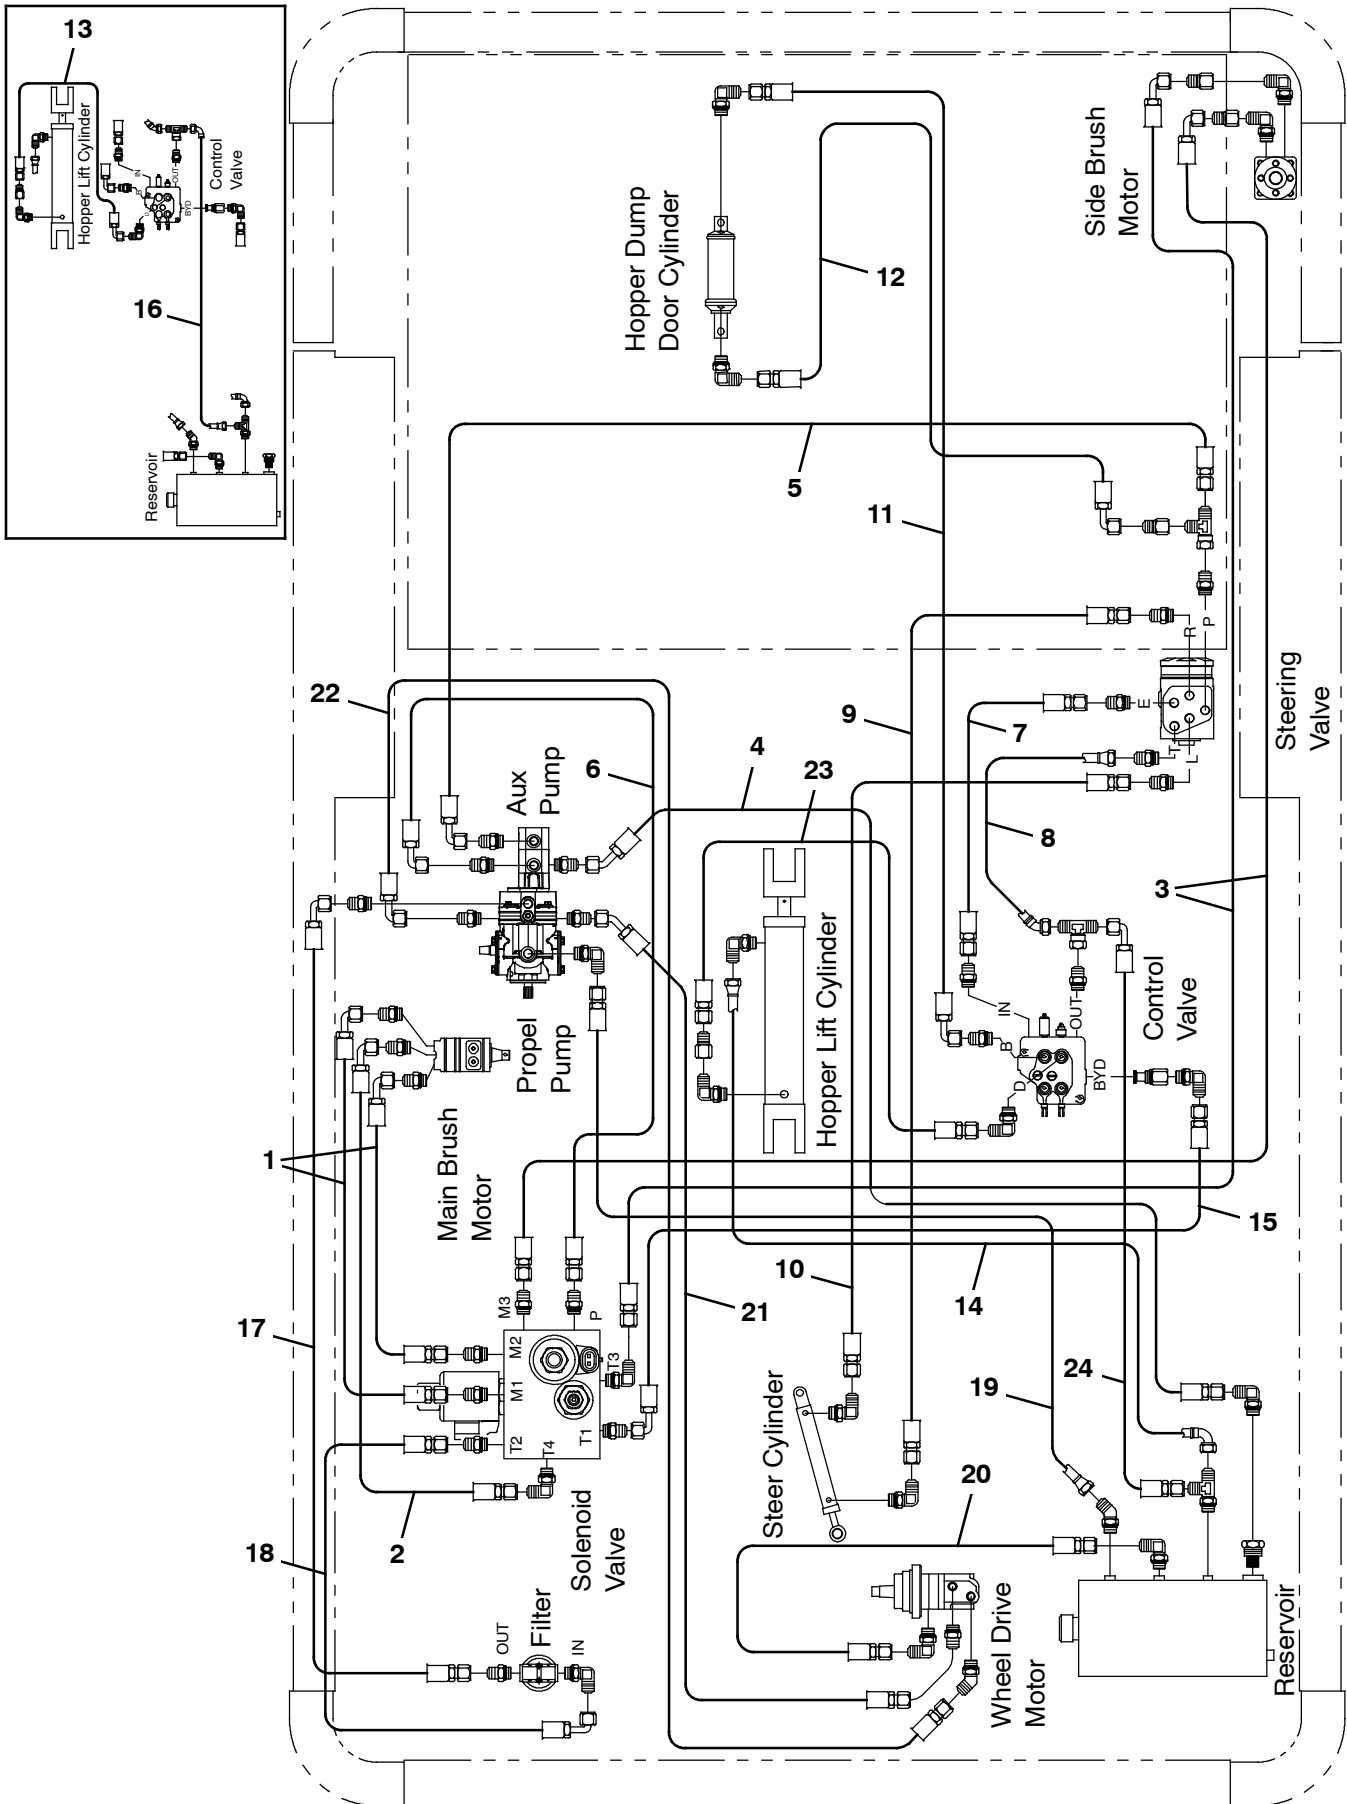 13
Hopper Lift Cylinder
IN
B
D
OUT
BYD
Control
Valve
16
Reservoir
Side Brush
Motor
Hopper Dump
Door Cylinder
12
5
11
22
9
7
R
P
E
T
L
Steering
Valve
6
4
23
Aux
Pump
8
3
Propel
Pump
Hopper Lift Cylinder
IN
OUT
B
D
BYD
Control
Valve
1
Main Brush
Motor
15
10
14
21
17
M3
P
M2
M1
T3
T2
T4
T1
19
24
Steer Cylinder
20
2
18
Solenoid
Valve
OUT
Filter
IN
Wheel Drive
Motor
Reservoir